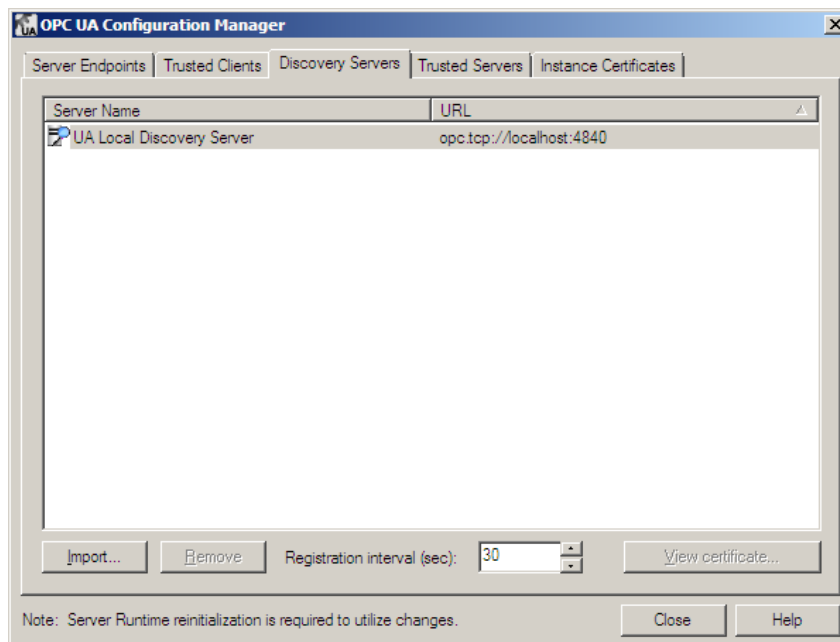 OPC UA Configuration Manager
Server Endpoints Trusted Clients Discovery Servers Trusted Servers Instance Certificates
Server Name URL
UA Local Discovery Server opc.tcp://localhost:4840
Import... Remove Registration interval (sec): 30 View certificate...
Note: Server Runtime reinitialization is required to utilize changes. Close Help